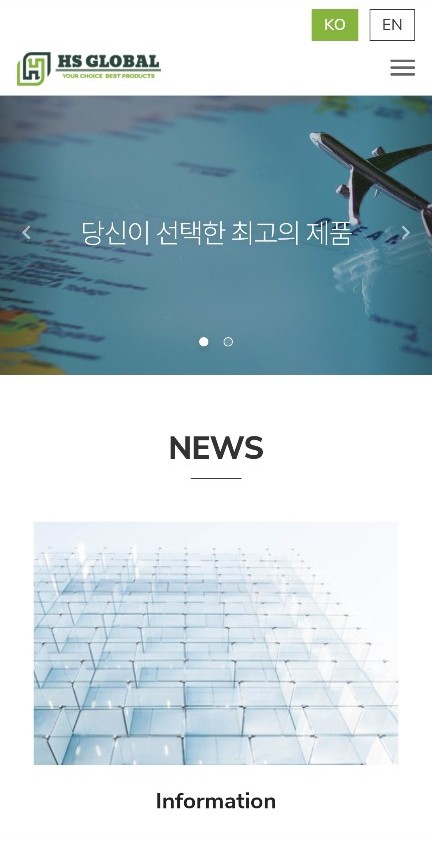 KO
EN
HS GLOBAL
YOUR CHOICE BEST PRODUCTS
당신이 선택한 최고의 제품
NEWS
Information